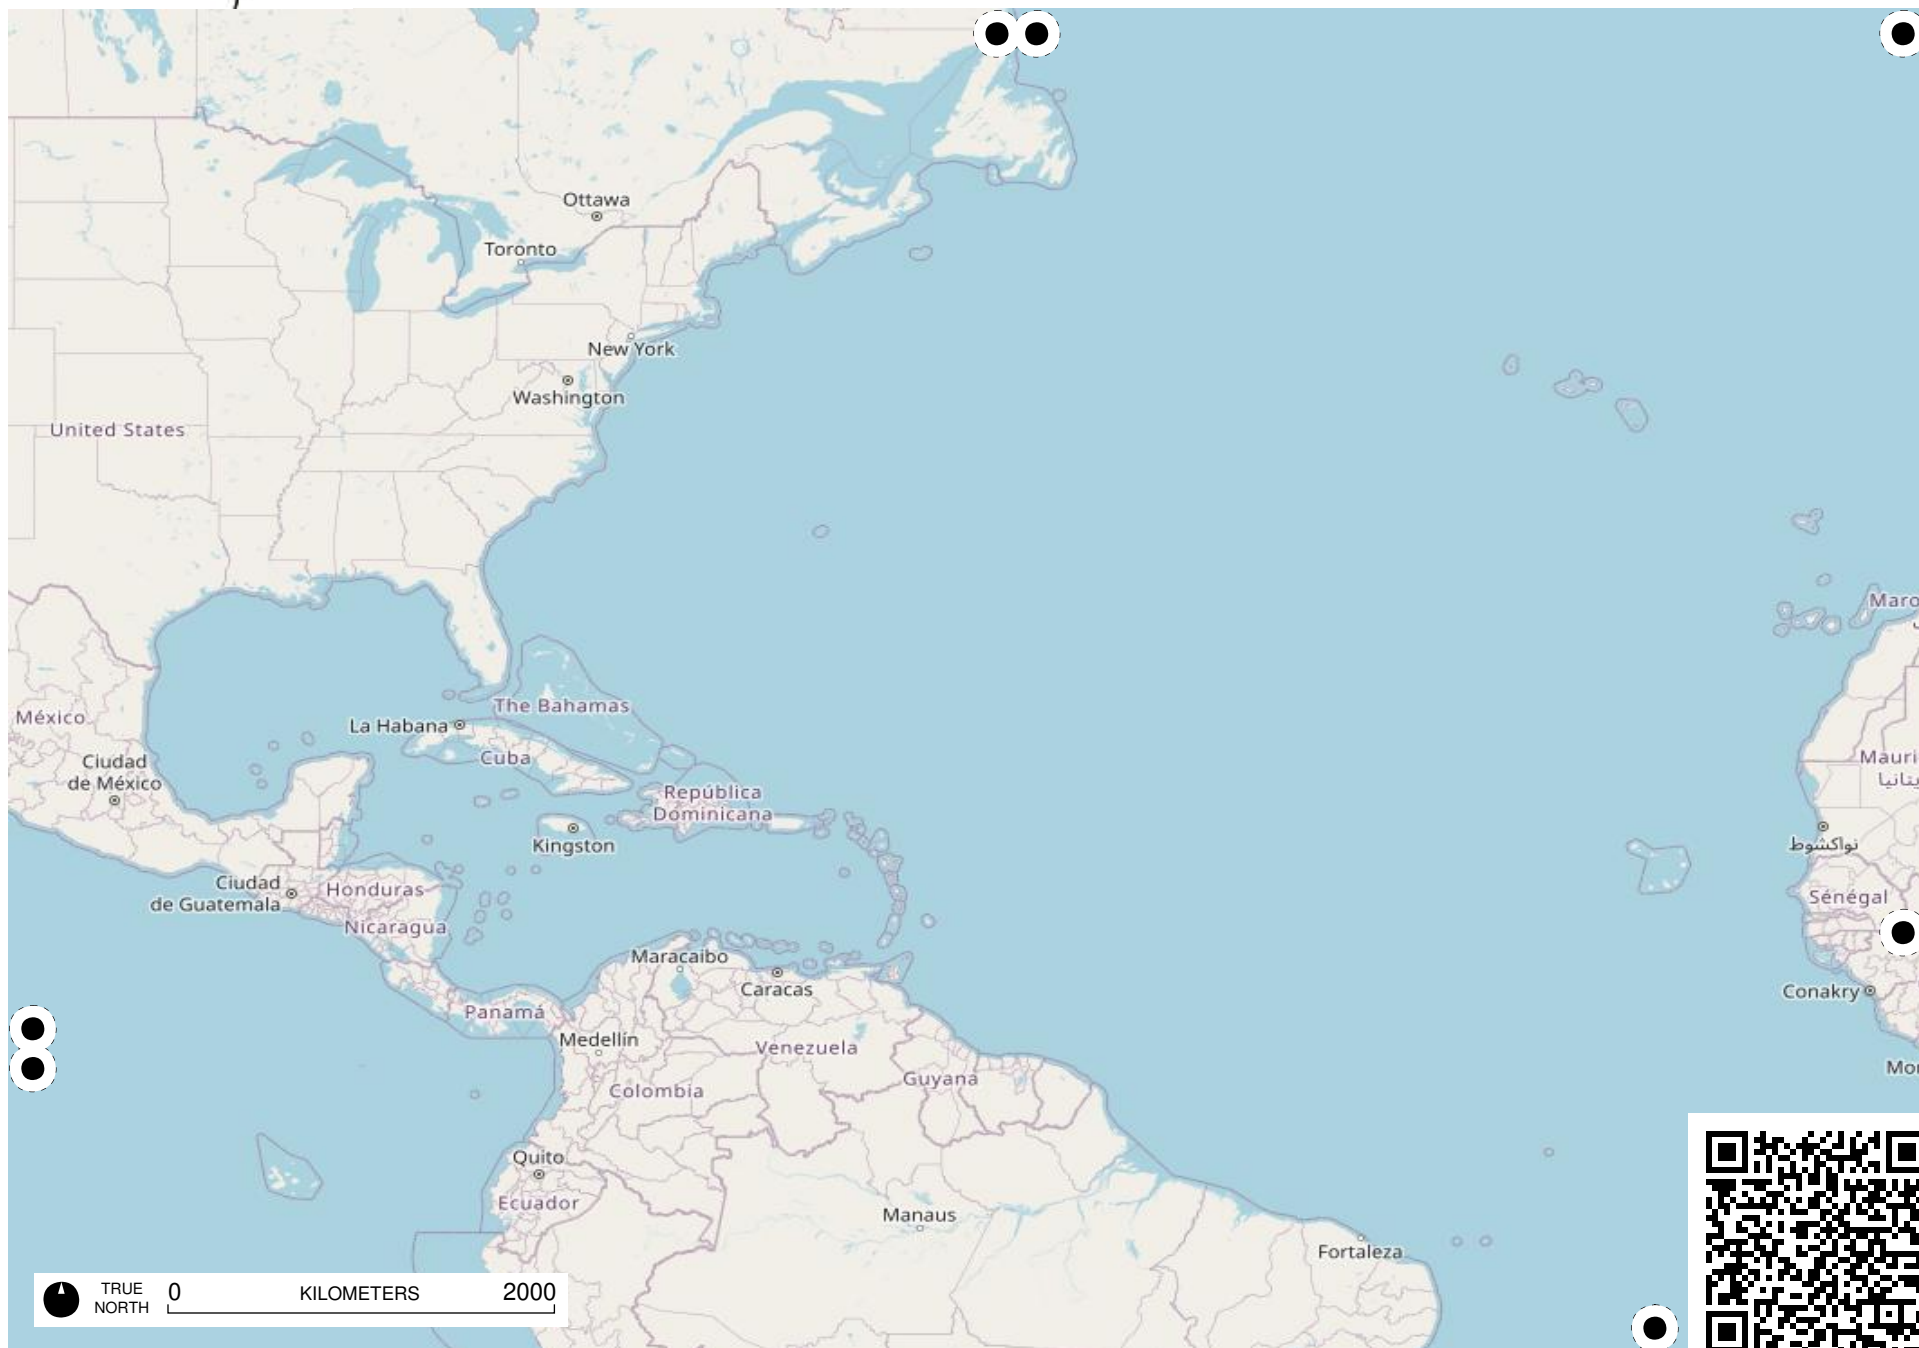 Ottawa
Toronto
New York
Washington
United States
Maro
México
La Habana
The Bahamas
Cuba
Ciudad
de México
República
Dominicana
Mauri
Kingston
نواكشوط
Ciudad
de Guatemala
Honduras
Sénégal
Nicaragua
Maracaibo
Caracas
Conakry
Panamá
Medellín
Venezuela
Mor
Guyana
Colombia
Quito
Ecuador
Manaus
Fortaleza
TRUE
NORTH
0 KILOMETERS 2000